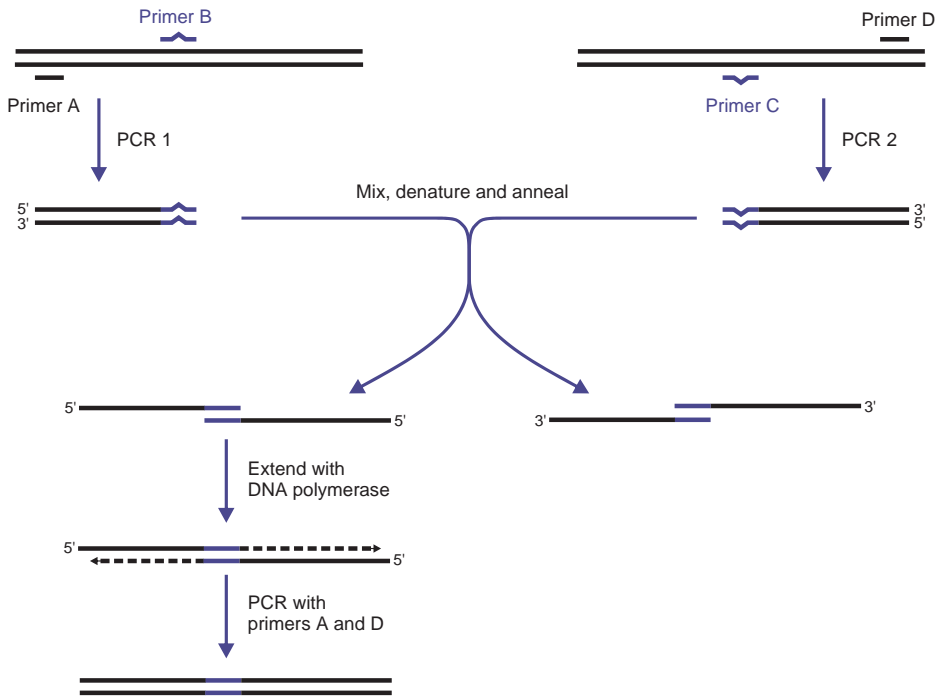 Primer B
Primer D
Primer A
Primer C
PCR 1
PCR 2
Mix, denature and anneal
5'
3'
3'
5'
5'
5'
3'
3'
Extend with
DNA polymerase
5'
5'
PCR with
primers A and D